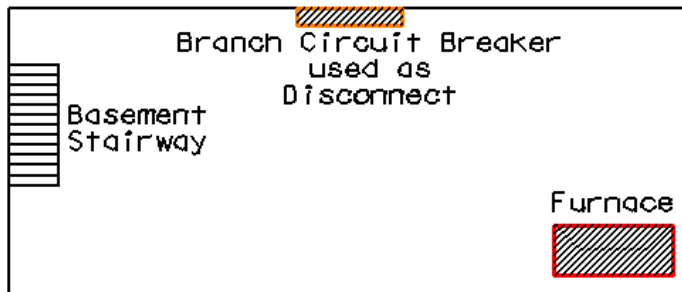 Branch Circuit Breaker
used as
Disconnect
Basement
Stairway
Furnace